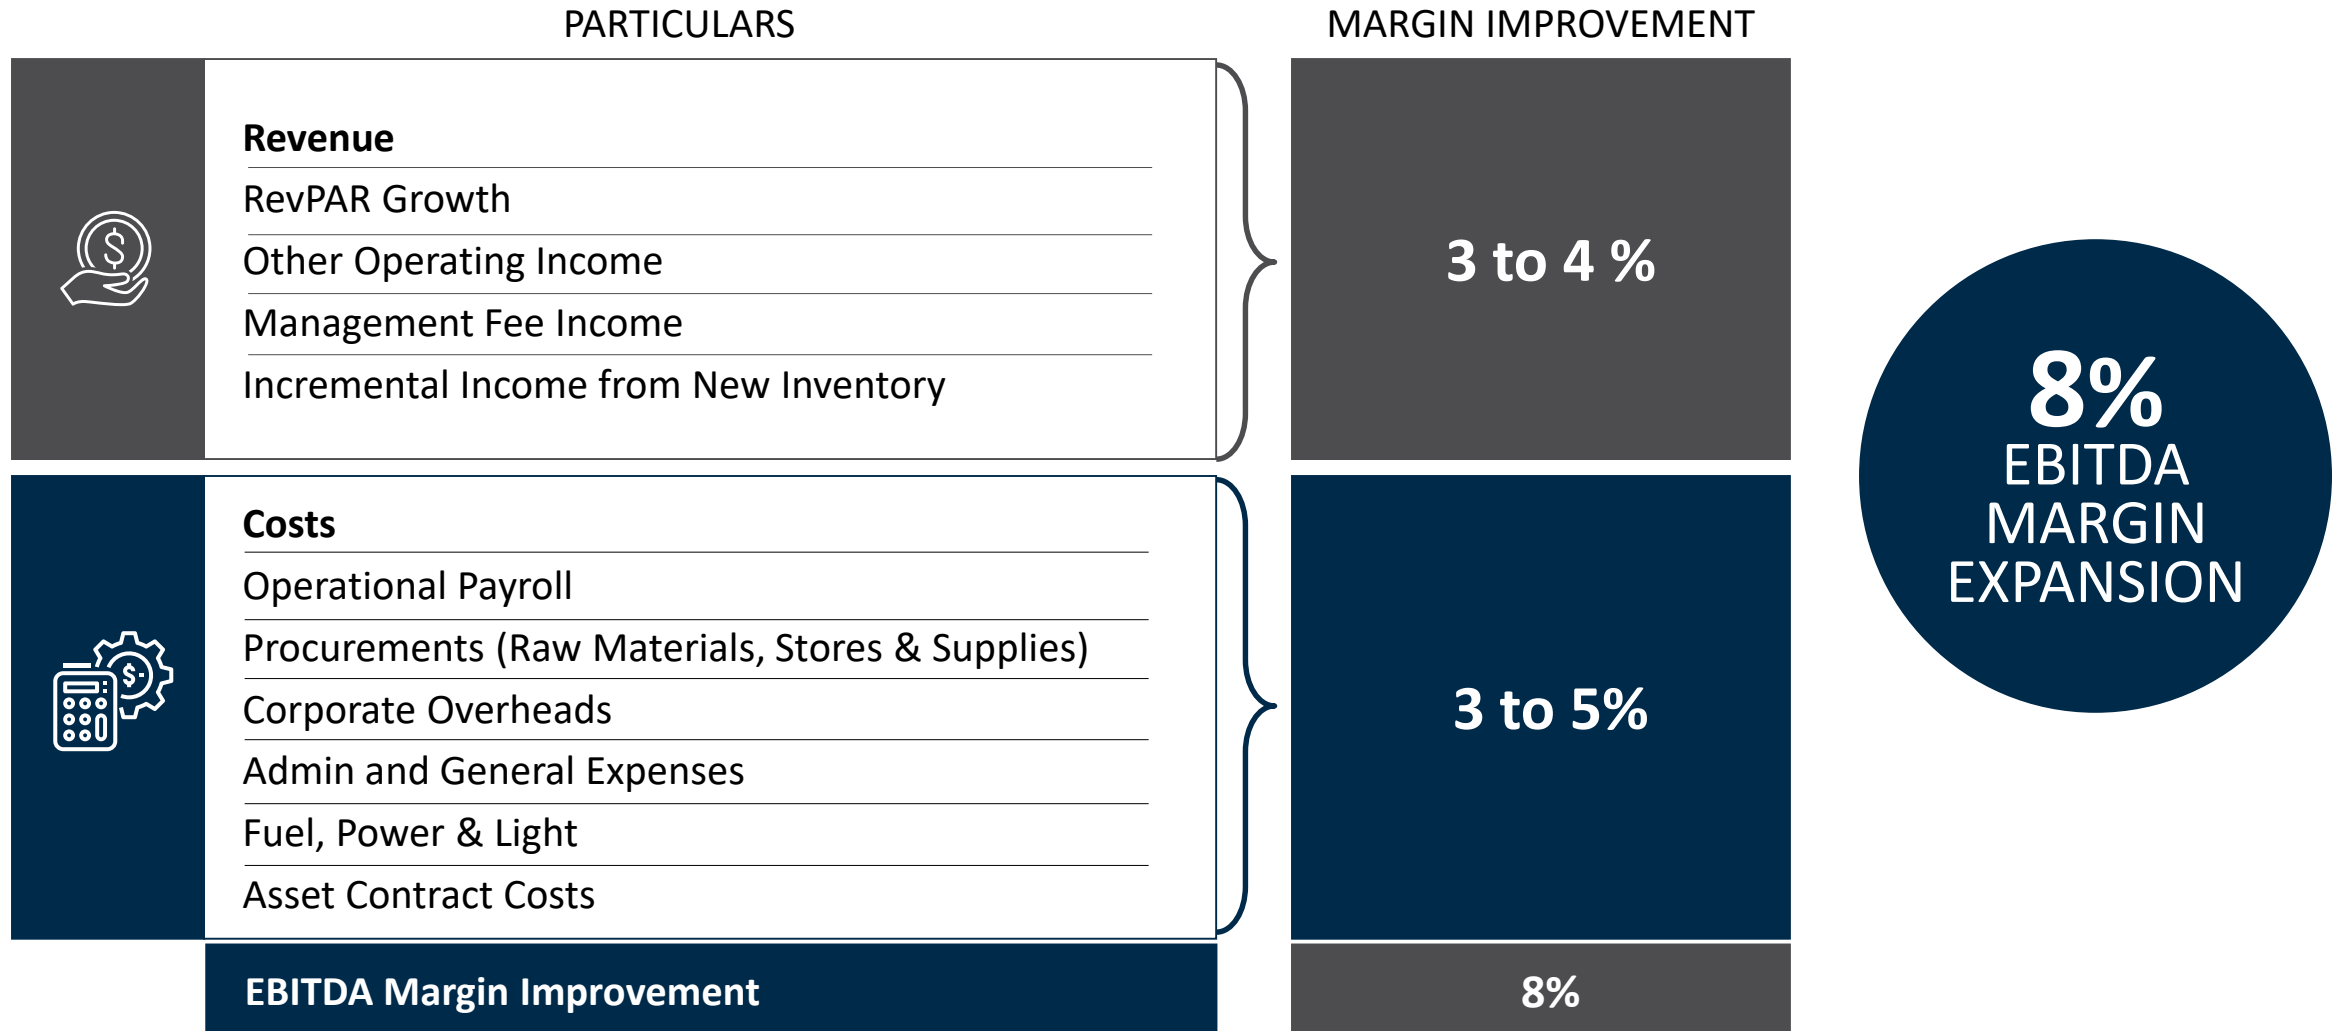 PARTICULARS
MARGIN IMPROVEMENT
Revenue
RevPAR Growth
Other Operating Income
Management Fee Income
Incremental Income from New Inventory
3 to 4 %
Costs
Operational Payroll
Procurements (Raw Materials, Stores & Supplies)
Corporate Overheads
Admin and General Expenses
Fuel, Power & Light
Asset Contract Costs
3 to 5%
EBITDA Margin Improvement
8%
8%
EBITDA
MARGIN
EXPANSION